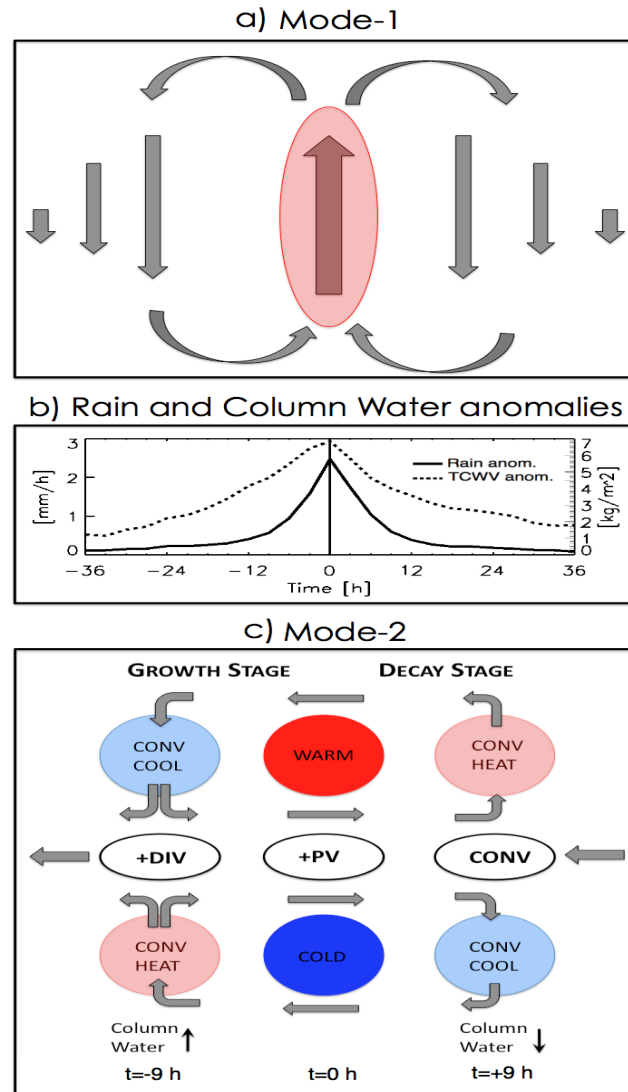 a) Mode-1
b) Rain and Column Water anomalies
3
2
1
0
[mm/h]
Rain anom.
TCWV anom.
7
6
5
4
3
2
1
0
[kg/m^2]
-36
-24
-12
0
12
24
36
Time [h]
c) Mode-2
GROWTH STAGE
DECAY STAGE
CONV
COOL
WARM
CONV
HEAT
+DIV
+PV
CONV
CONV
HEAT
COLD
CONV
COOL
Column
Water
Column
Water
t=-9 h
t=0 h
t=+9 h